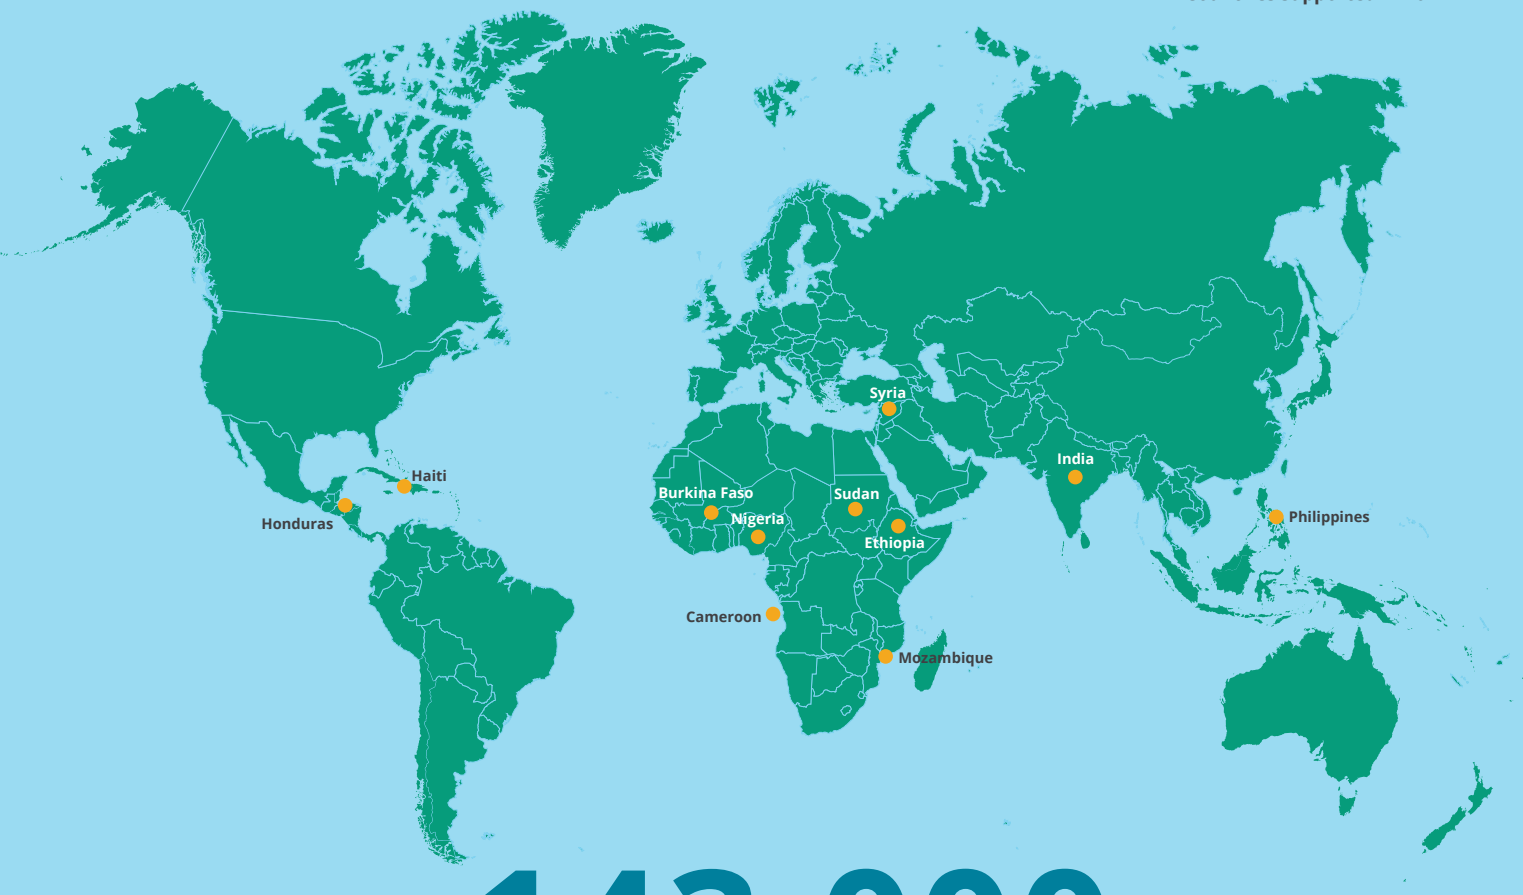 Syria
India
Haiti
Burkina Faso
Sudan
Nigeria
Philippines
Honduras
Ethiopia
Cameroon
Mozambique